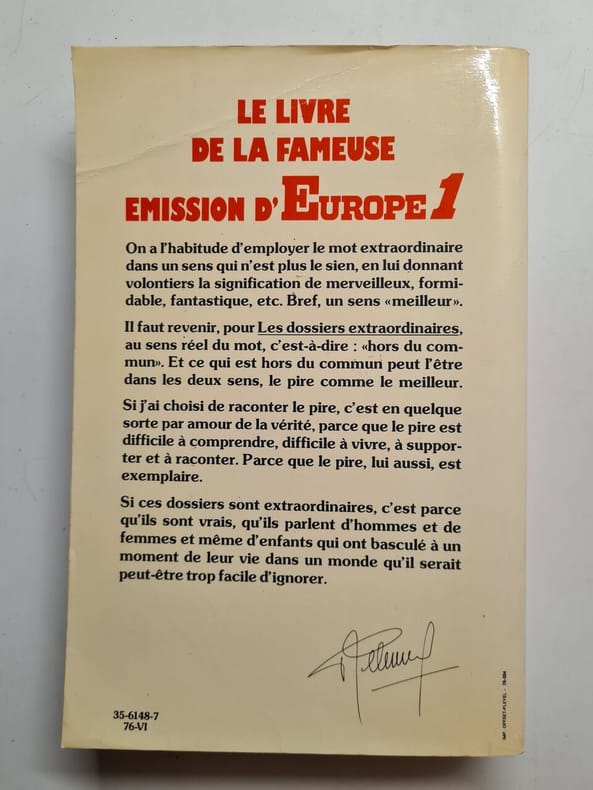 LE LIVRE
DE LA FAMEUSE
EMISSION D'EUROPE 1
On a l'habitude d'employer le mot extraordinaire
dans un sens qui n'est plus le sien, en lui donnant
volontiers la signification de merveilleux, formi-
dable, fantastique, etc. Bref, un sens «meilleur».
Il faut revenir, pour Les dossiers extraordinaires,
au sens réel du mot, c'est-à-dire : «hors du com-
mun». Et ce qui est hors du commun peut l'être
dans les deux sens, le pire comme le meilleur.
Si j'ai choisi de raconter le pire, c'est en quelque
sorte par amour de la vérité, parce que le pire est
difficile à comprendre, difficile à vivre, à suppor-
ter et à raconter. Parce que le pire, lui aussi, est
exemplaire.
Si ces dossiers sont extraordinaires, c'est parce
qu'ils sont vrais, qu'ils parlent d'hommes et de
femmes et même d'enfants qui ont basculé à un
moment de leur vie dans un monde qu'il serait
peut-être trop facile d'ignorer.
35-6148-7
76-VI
IMP. OFFSET-PLEYEL -